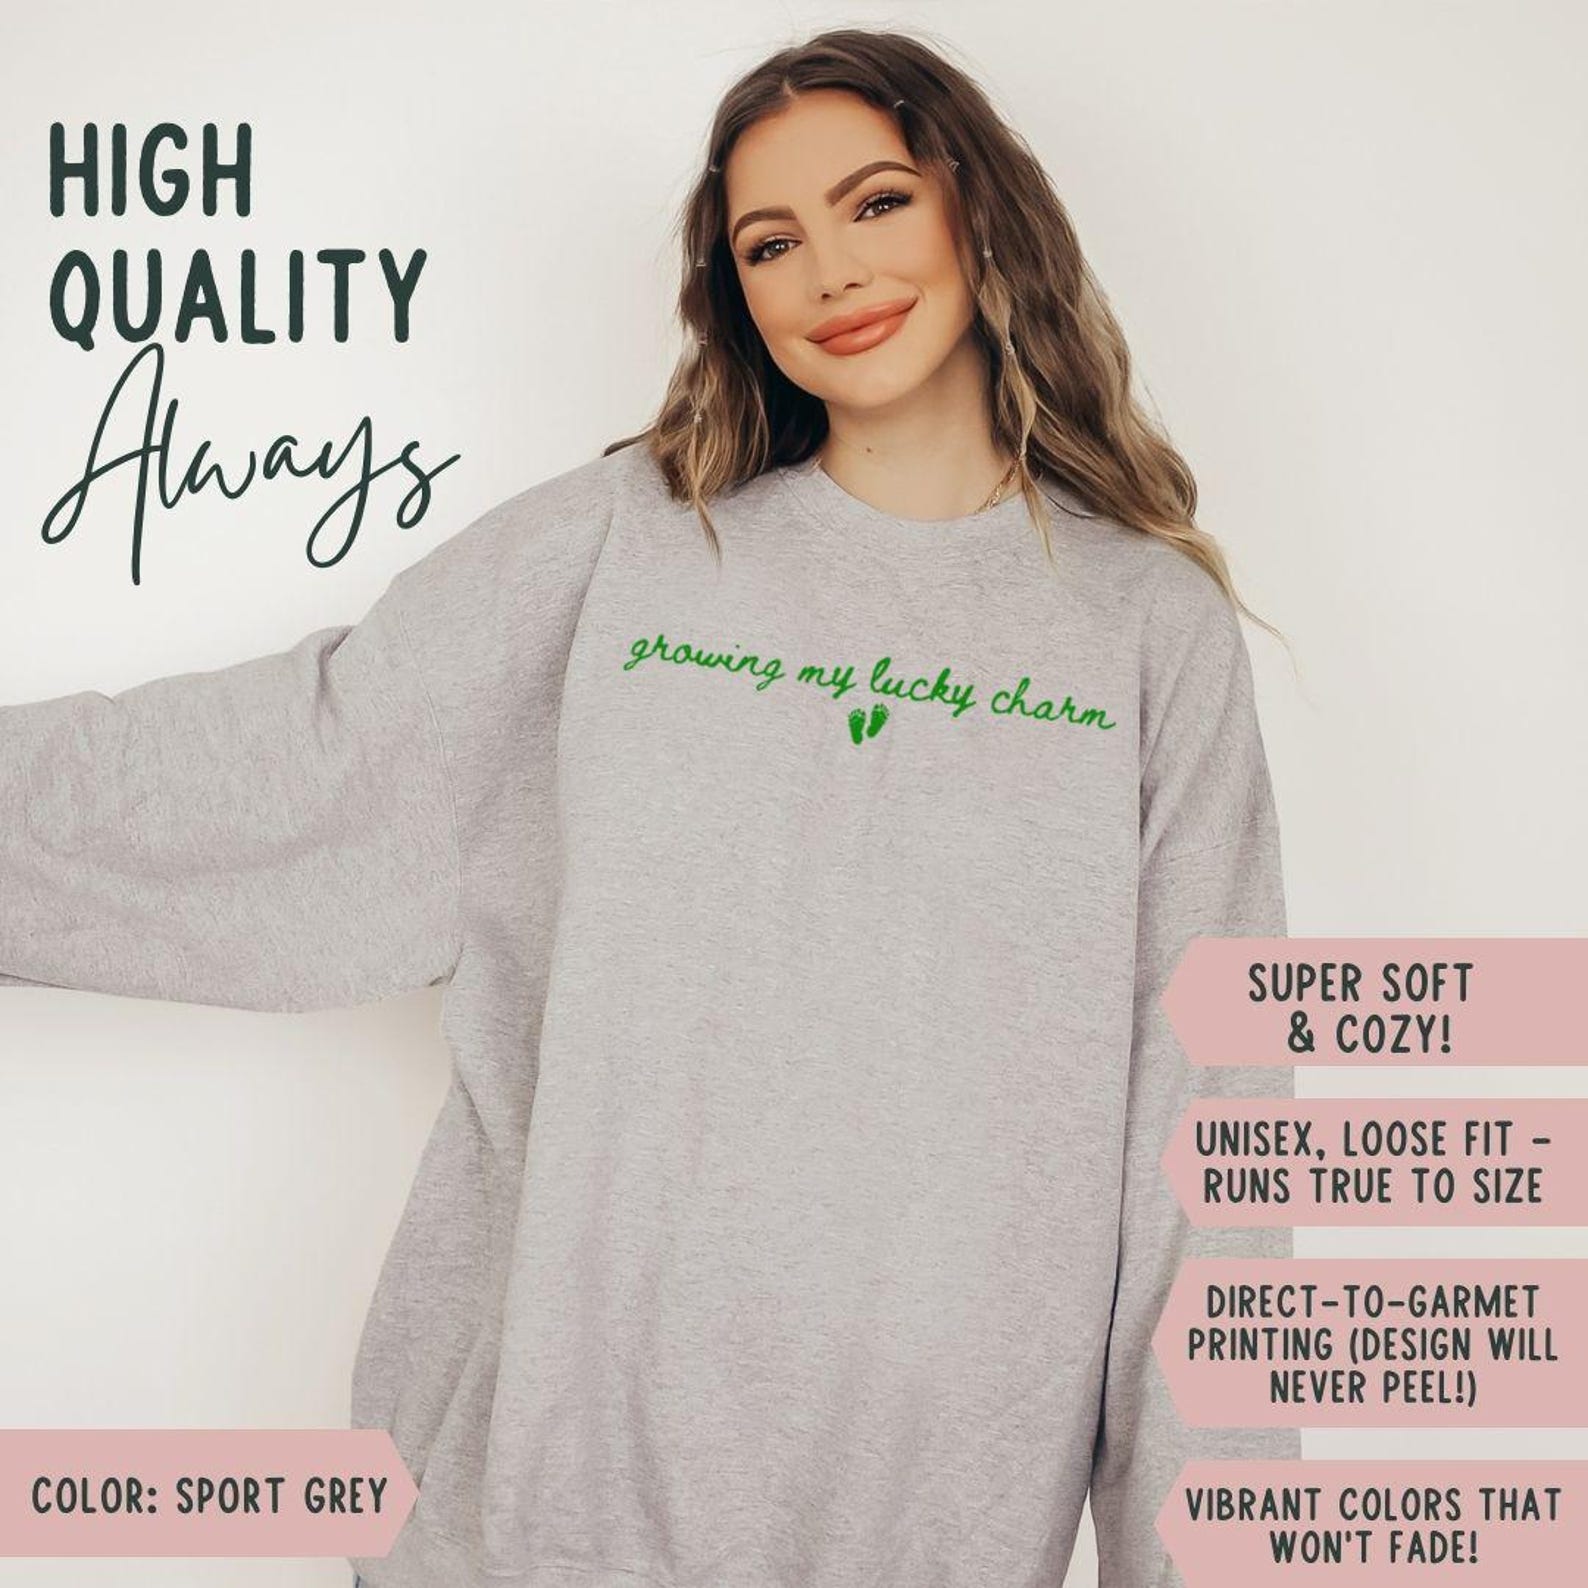 HIGH
QUALITY
Always
growing my lucky charm
SUPER SOFT
& COZY!
UNISEX, LOOSE FIT -
RUNS TRUE TO SIZE
DIRECT-TO-GARMET
PRINTING (DESIGN WILL
NEVER PEEL!)
COLOR: SPORT GREY
VIBRANT COLORS THAT
WON'T FADE!